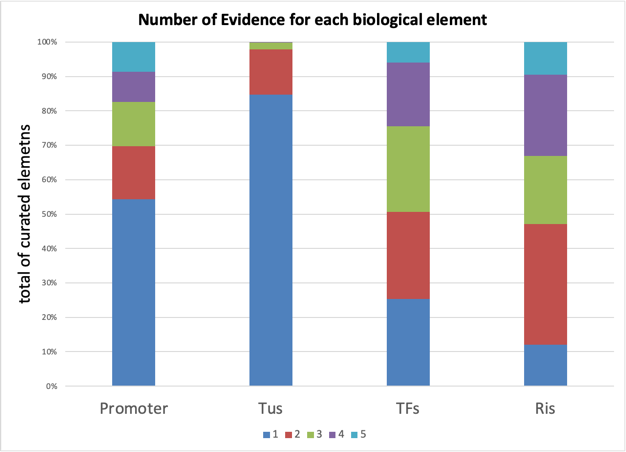 Number of Evidence for each biological element
total of curated elemetns
100%
90%
80%
70%
60%
50%
40%
30%
20%
10%
0%
Promoter Tus TFs Ris
1 2 3 4 5